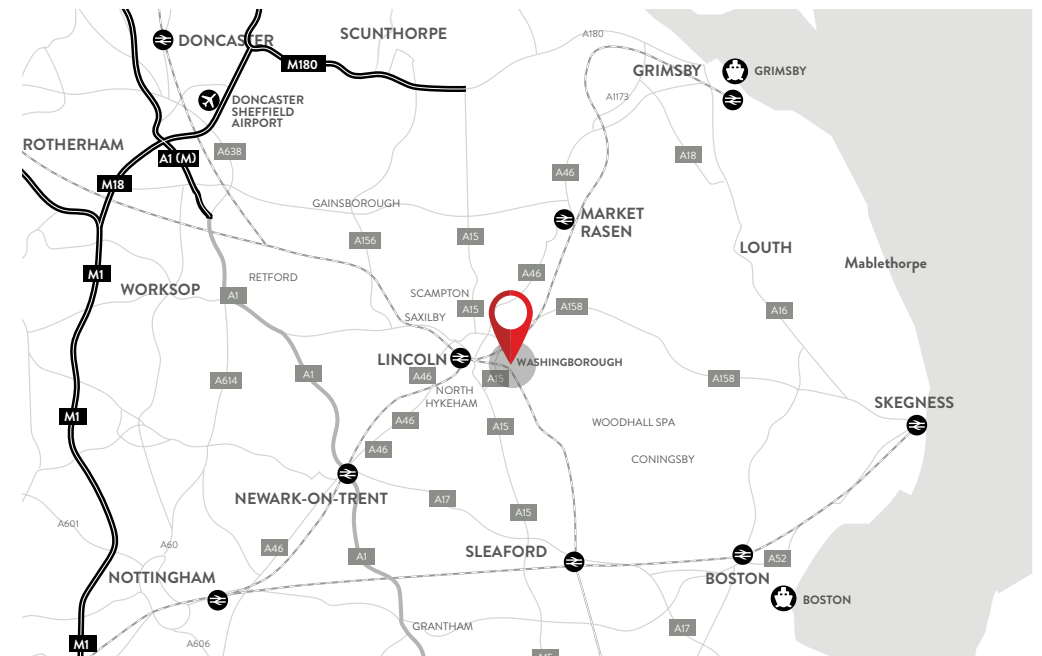 SCUNTHORPE
A180
DONCASTER
M180
GRIMSBY
GRIMSBY
DONCASTER
SHEFFIELD
AIRPORT
A1173
ROTHERHAM
A1 (M)
A638
A18
A46
M18
GAINSBOROUGH
MARKET
RASEN
A156
A15
LOUTH
Mablethorpe
M1
RETFORD
A46
WORKSOP
A1
SCAMPTON
A15
A158
A16
SAXILBY
LINCOLN
WASHINGBOROUGH
A614
A1
A46
A15
A158
NORTH
HYKEHAM
SKEGNESS
M1
A46
A15
WOODHALL SPA
A46
CONINGSBY
NEWARK-ON-TRENT
A17
A15
A601
A60
A46
A1
SLEAFORD
A52
NOTTINGHAM
BOSTON
BOSTON
GRANTHAM
A17
M1
A606
A15